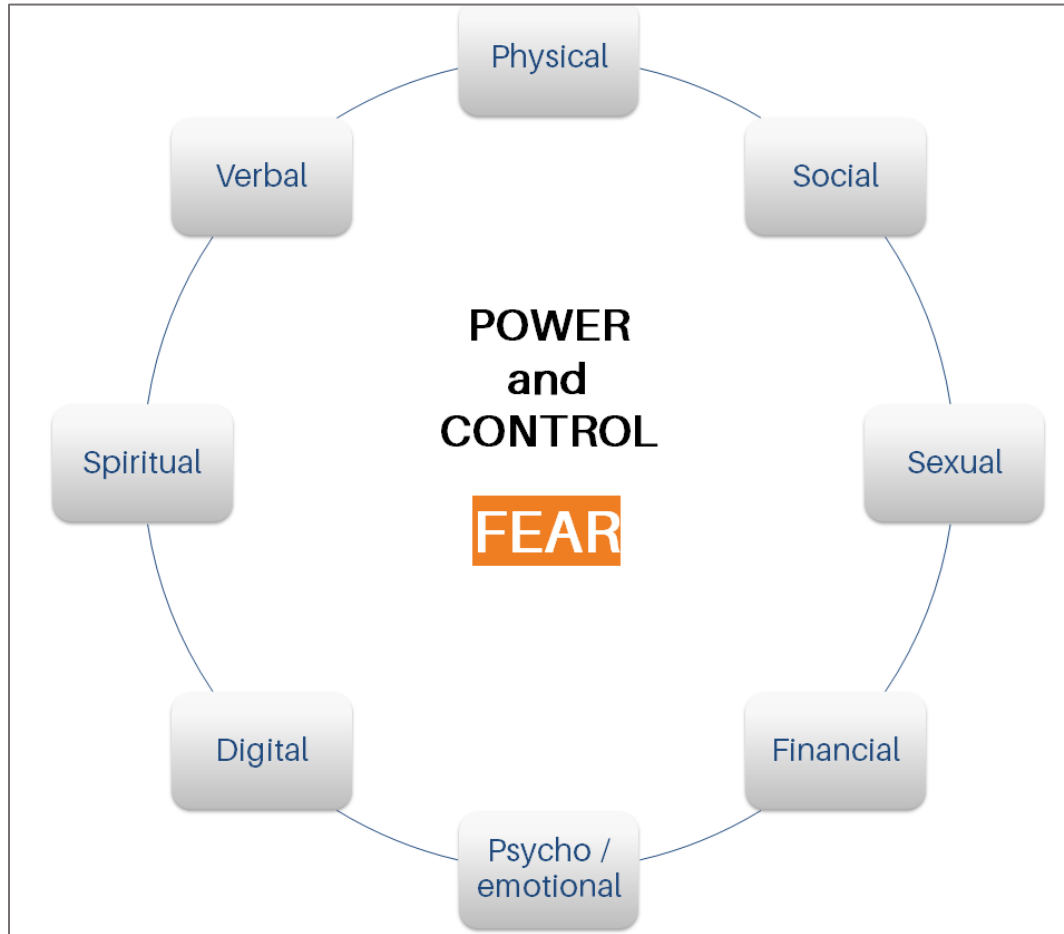 Physical
Verbal
Social
POWER
and
CONTROL
Spiritual
Sexual
FEAR
Digital
Financial
Psycho /
emotional